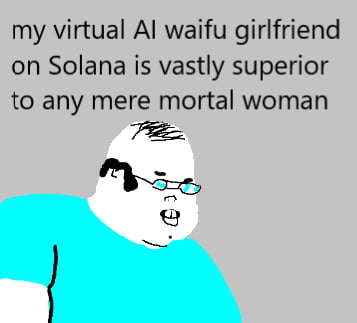 my virtual AI waifu girlfriend
on Solana is vastly superior
to any mere mortal woman